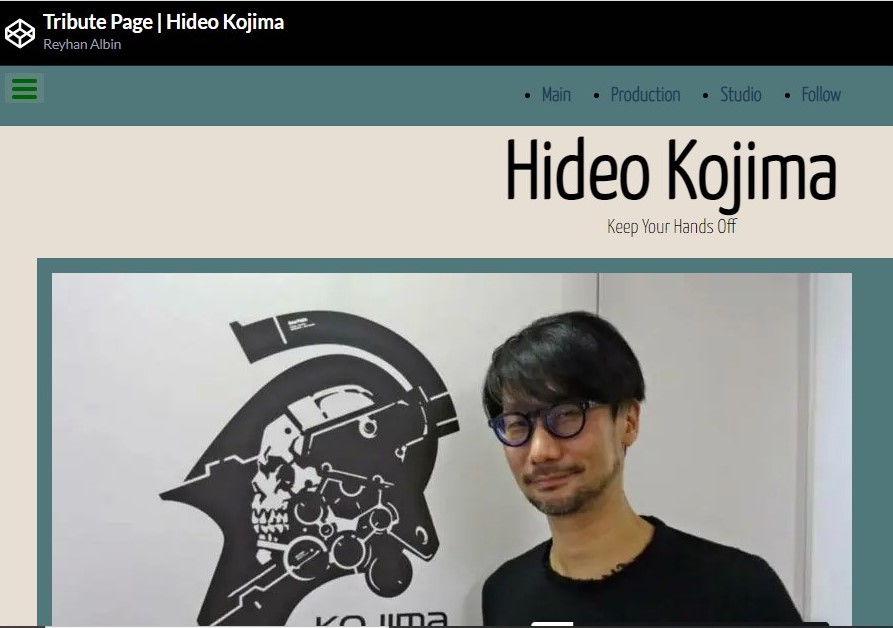 Tribute Page | Hideo Kojima
Reyhan Albin
Main Production Studio Follow
Hideo Kojima
Keep Your Hands Off
KOJIMA